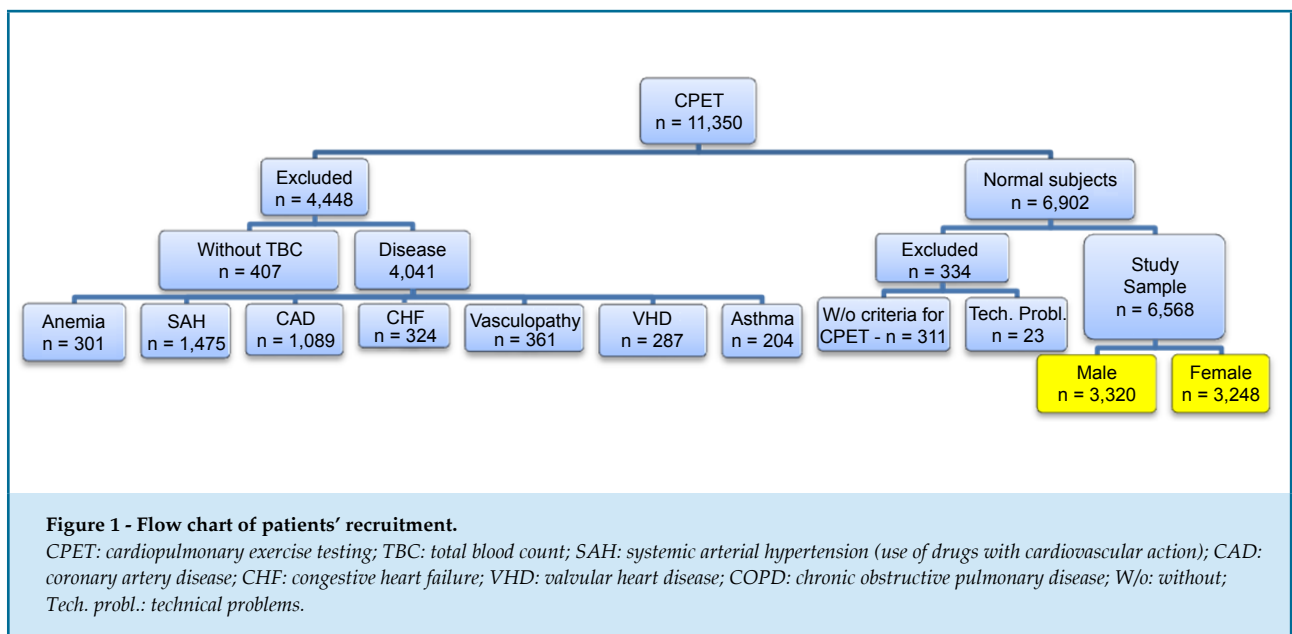 CPET
n = 11,350
Excluded
n = 4,448
Normal subjects
n = 6,902
Without TBC
n = 407
Disease
4,041
Excluded
n = 334
Study
Sample
n = 6,568
Anemia
n = 301
SAH
n = 1,475
CAD
n = 1,089
CHF
n = 324
Vasculopathy
n = 361
VHD
n = 287
Asthma
n = 204
W/o criteria for
CPET - n = 311
Tech. Probl.
n = 23
Male
n = 3,320
Female
n = 3,248
Figure 1 - Flow chart of patients' recruitment.
CPET: cardiopulmonary exercise testing; TBC: total blood count; SAH: systemic arterial hypertension (use of drugs with cardiovascular action); CAD:
coronary artery disease; CHF: congestive heart failure; VHD: valvular heart disease; COPD: chronic obstructive pulmonary disease; W/o: without;
Tech. probl.: technical problems.